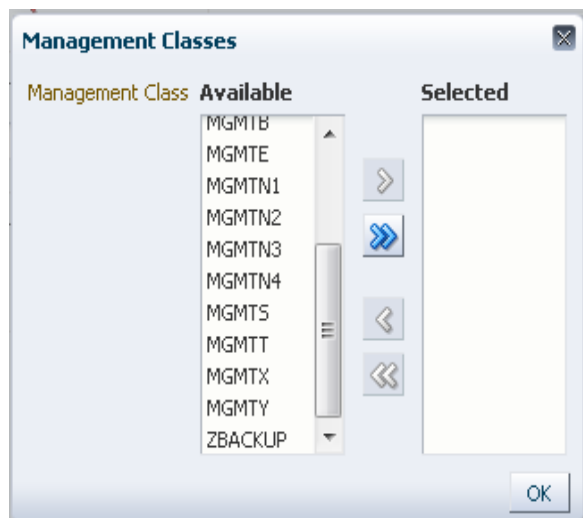 Management Classes
Management Class Available Selected
MGMTB
MGMTE
MGMTN1
MGMTN2
MGMTN3
MGMTN4
MGMTS
MGMTT
MGMTX
MGMTY
ZBACKUP
OK